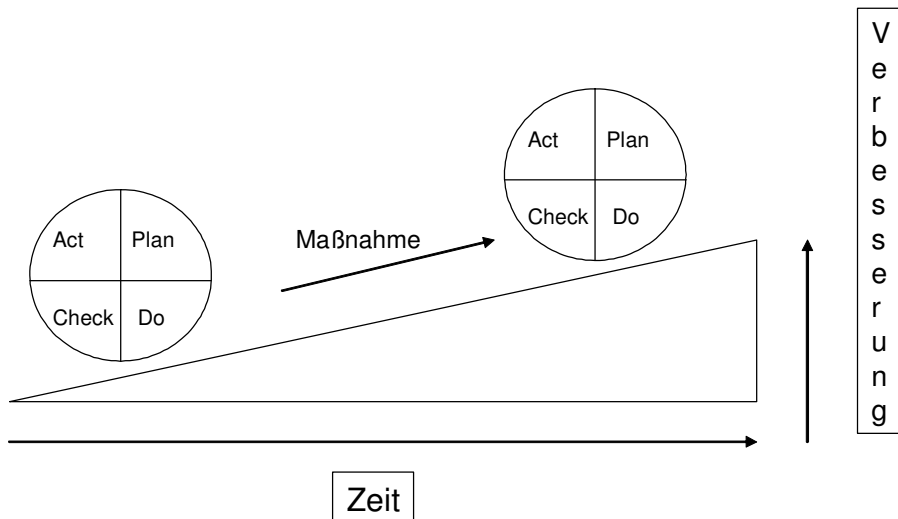 Act Plan
Check Do
Maßnahme
Act Plan
Check Do
Verbesserung
Zeit